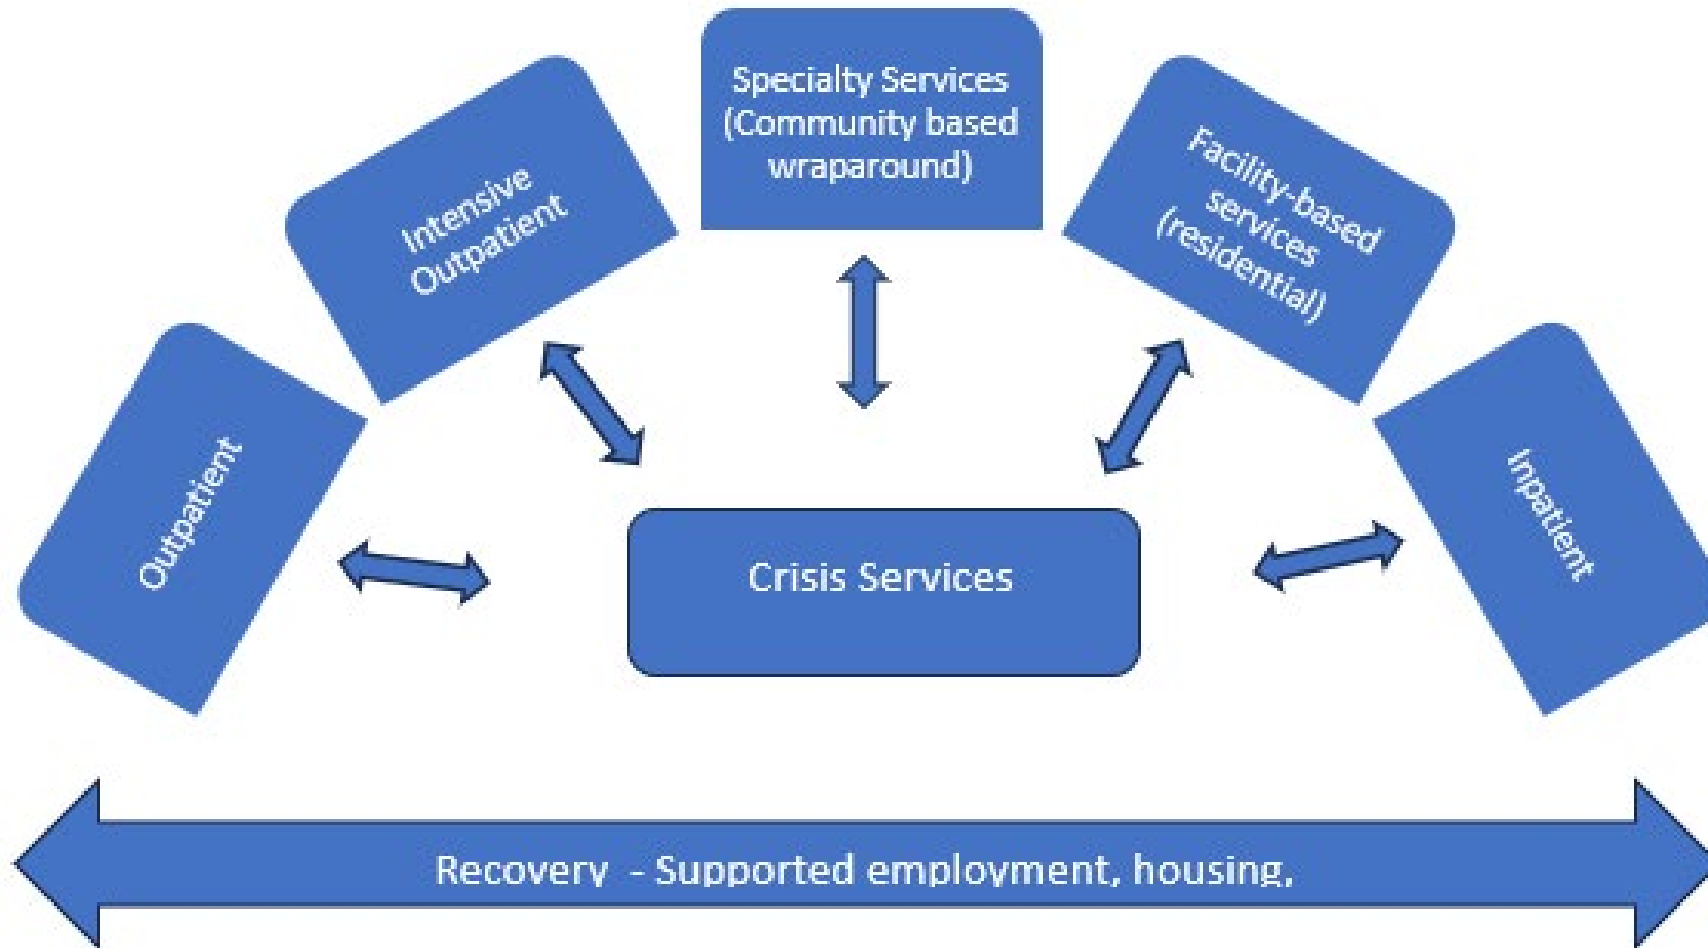 Specialty Services
(Community based
wraparound)
Intensive
Outpatient
Facility-based
services
(residential)
Outpatient
Inpatient
Crisis Services
Recovery - Supported employment, housing,